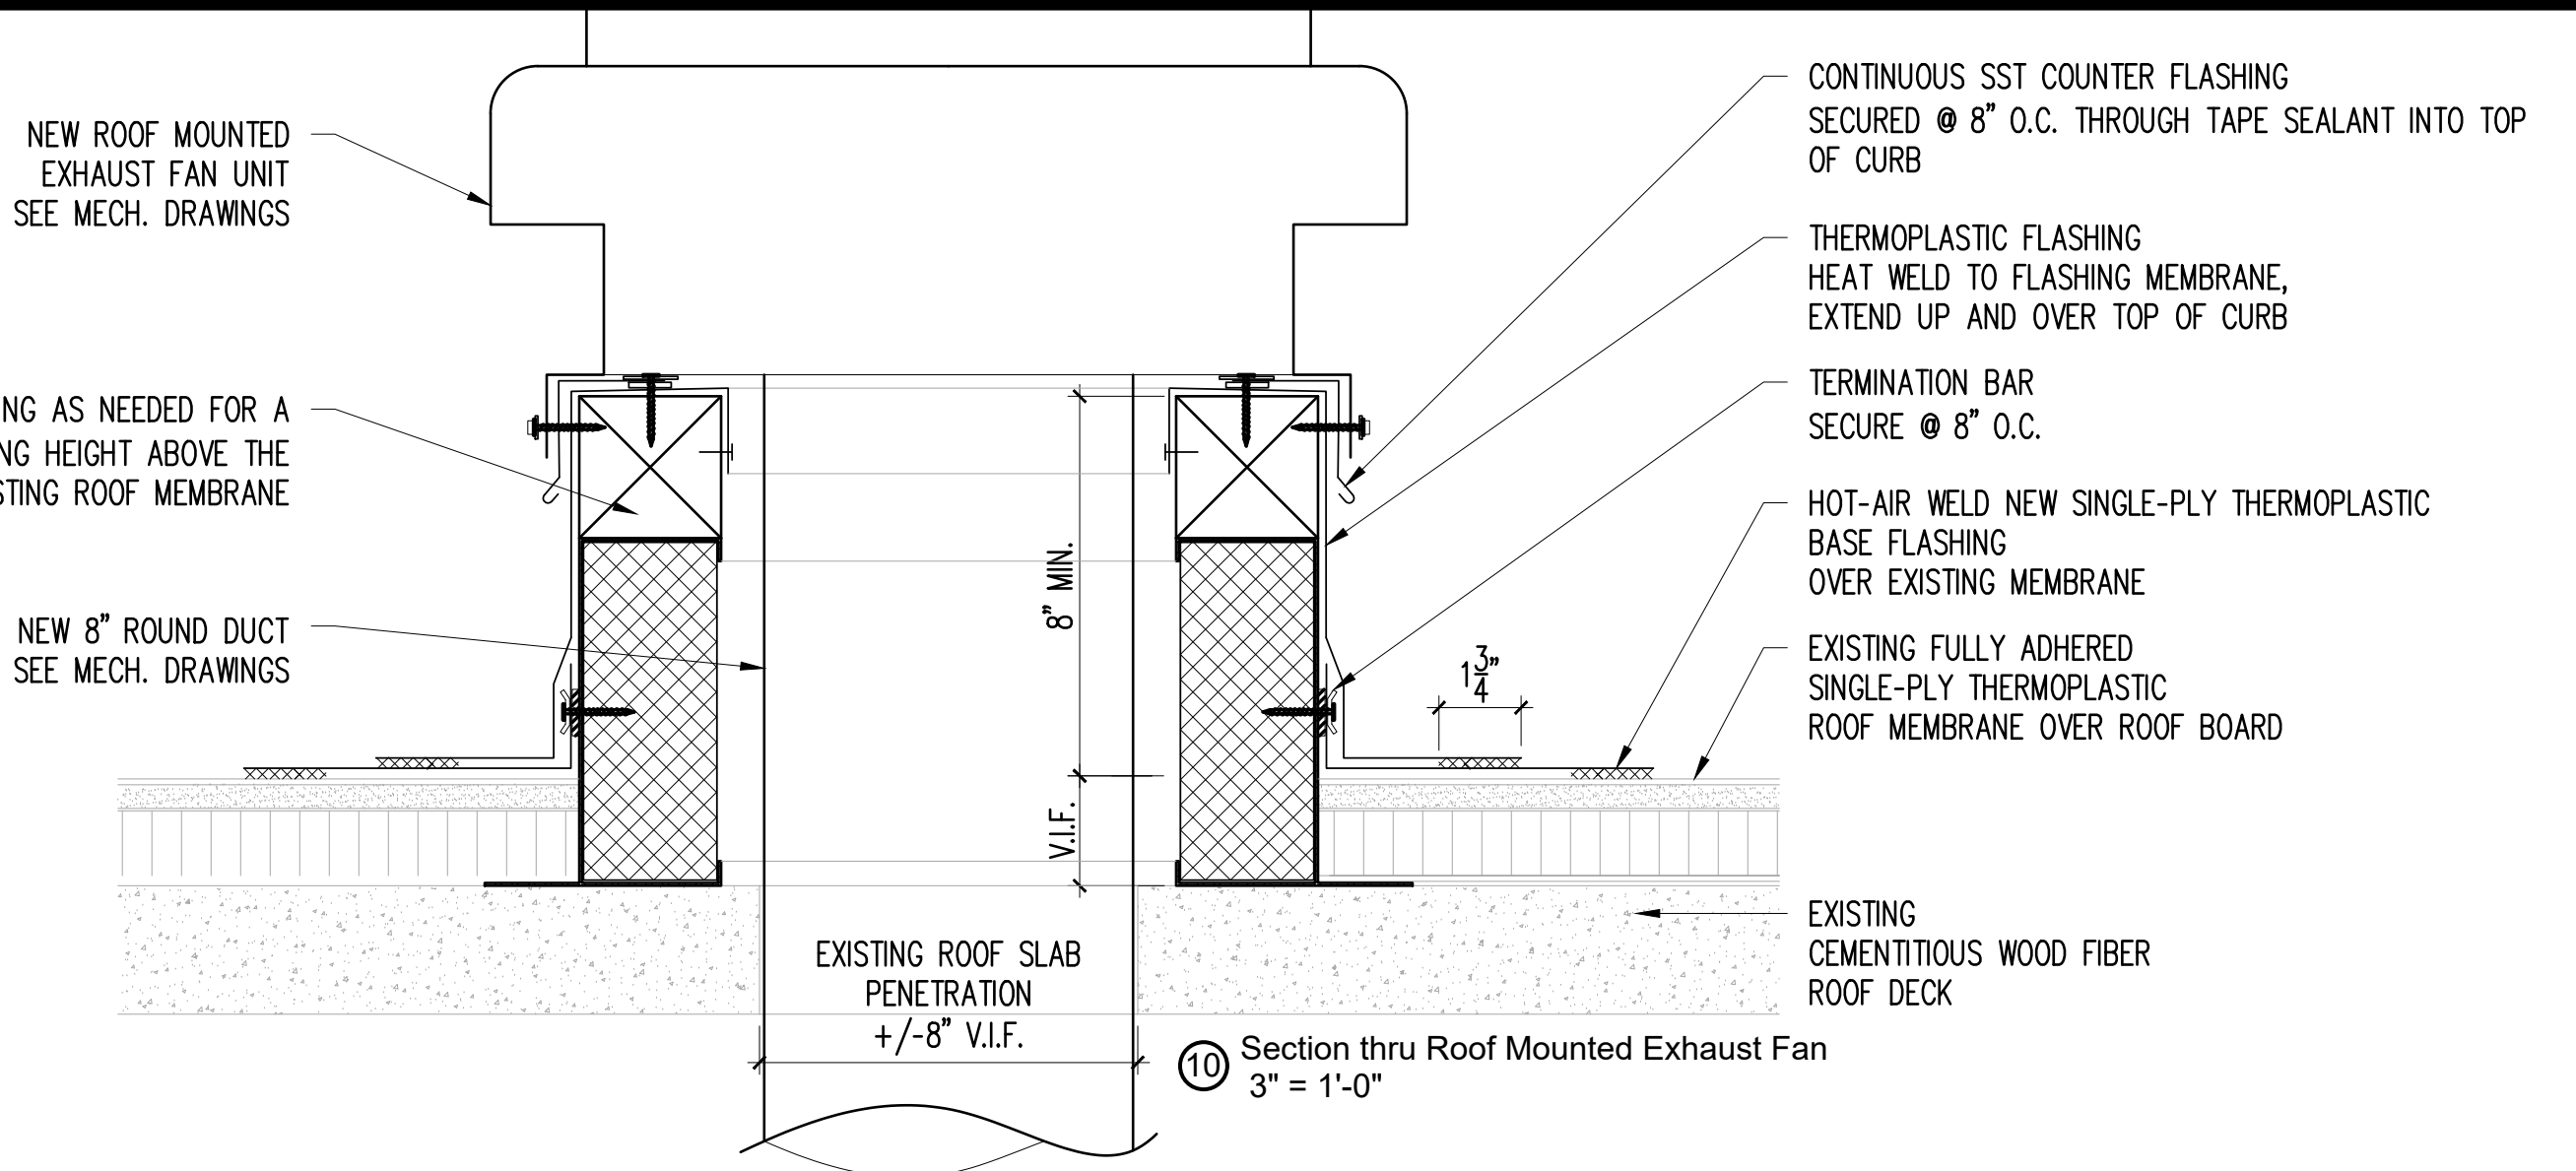 NEW ROOF MOUNTED
EXHAUST FAN UNIT
SEE MECH. DRAWINGS
AS NEEDED FOR A
HEIGHT ABOVE THE
ROOF MEMBRANE
NEW 8” ROUND DUCT
SEE MECH. DRAWINGS
8” MIN.
V.I.F.
1 3/4”
EXISTING ROOF SLAB
PENETRATION
+/-8” V.I.F.
CONTINUOUS SST COUNTER FLASHING
SECURED @ 8” O.C. THROUGH TAPE SEALANT INTO TOP
OF CURB
THERMOPLASTIC FLASHING
HEAT WELD TO FLASHING MEMBRANE,
EXTEND UP AND OVER TOP OF CURB
TERMINATION BAR
SECURE @ 8” O.C.
HOT-AIR WELD NEW SINGLE-PLY THERMOPLASTIC
BASE FLASHING
OVER EXISTING MEMBRANE
EXISTING FULLY ADHERED
SINGLE-PLY THERMOPLASTIC
ROOF MEMBRANE OVER ROOF BOARD
EXISTING
CEMENTITIOUS WOOD FIBER
ROOF DECK
10 Section thru Roof Mounted Exhaust Fan
3" = 1'-0"